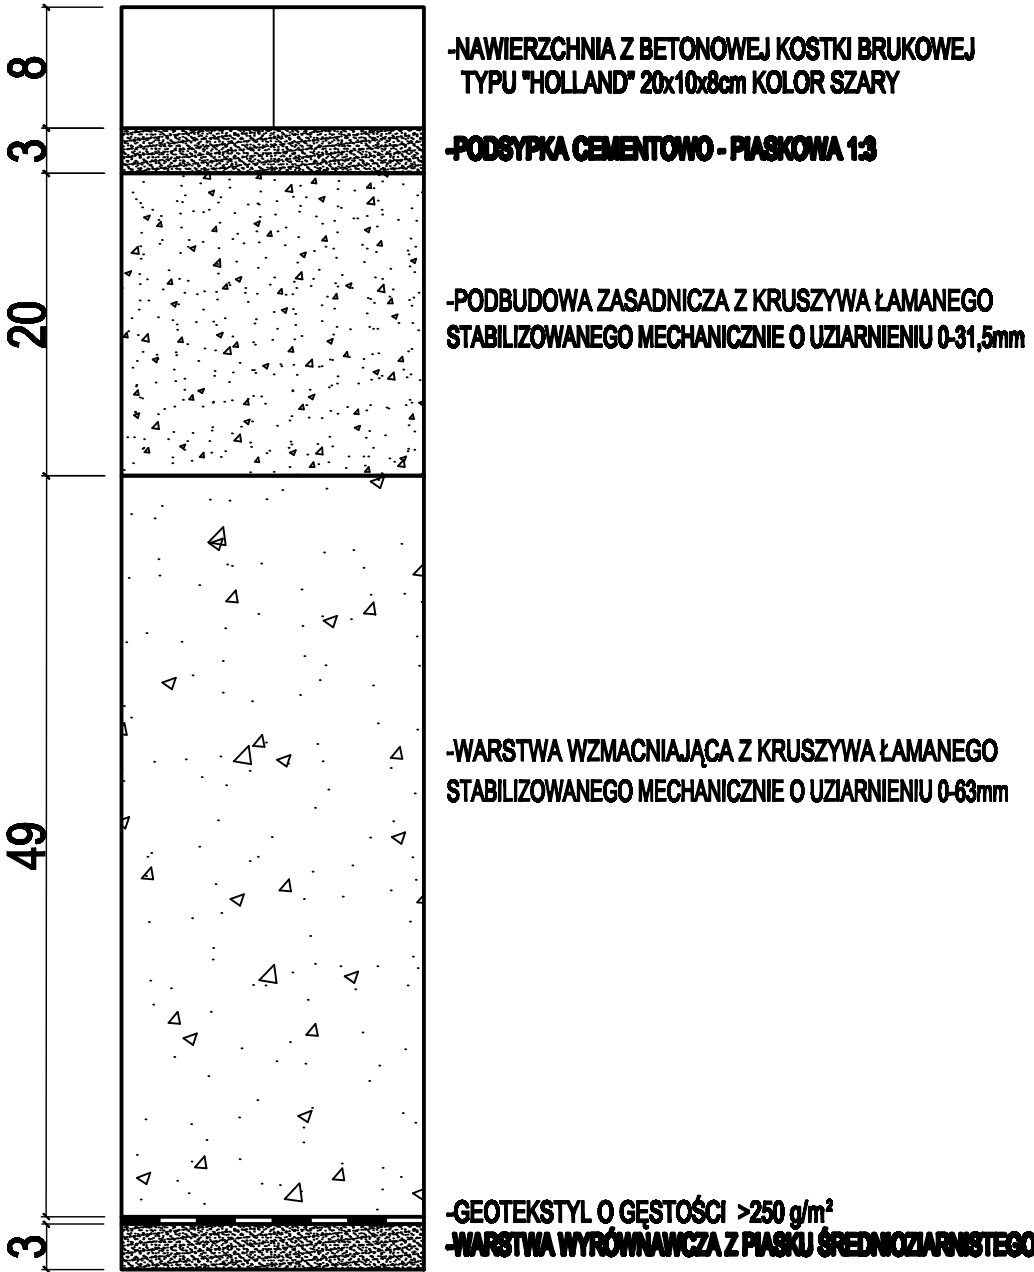 8
-NAWIERZCHNIA Z BETONOWEJ KOSTKI BRUKOWEJ
TYPU "HOLLAND" 20x10x8cm KOLOR SZARY
3
-PODSYPKA CEMENTOWO - PIASKOWA 1:3
20
-PODBUDOWA ZASADNICZA Z KRUSZYWA ŁAMANEGO
STABILIZOWANEGO MECHANICZNIE O UZIARNIENIU 0-31,5mm
49
-WARSTWA WZMACNIAJĄCA Z KRUSZYWA ŁAMANEGO
STABILIZOWANEGO MECHANICZNIE O UZIARNIENIU 0-63mm
-GEOTEKSTYL O GĘSTOŚCI >250 g/m²
3
-WARSTWA WYRÓWNAWCZA Z PIASKU ŚREDNIOZIARNISTEGO